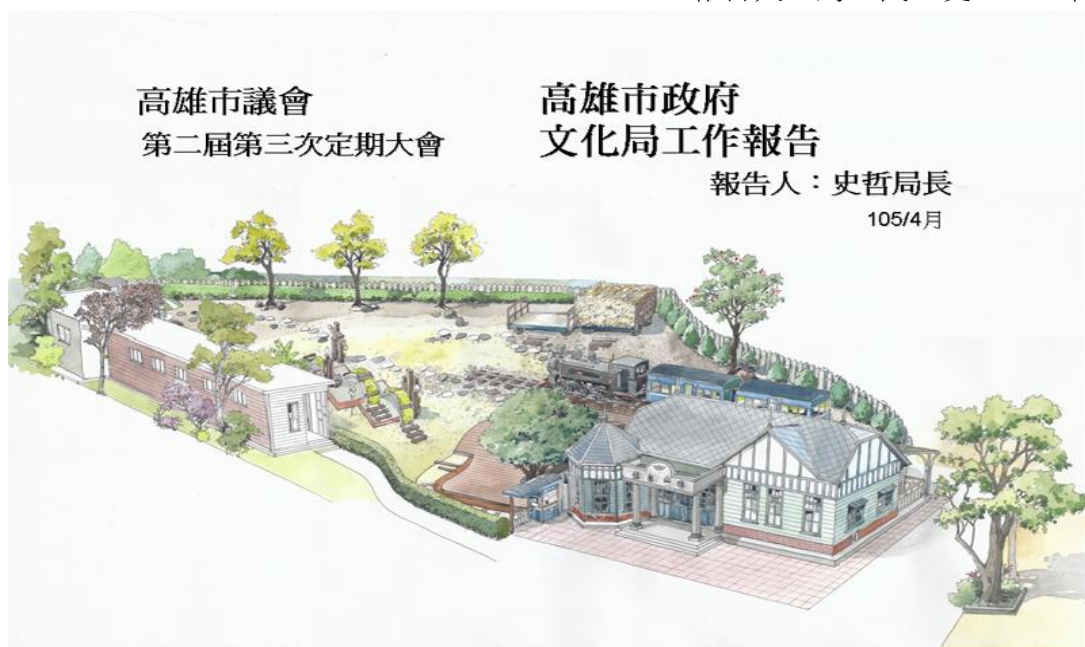 高雄市議會
第二屆第三次定期大會
高雄市政府
文化局工作報告
報告人：史哲局長
105/4月